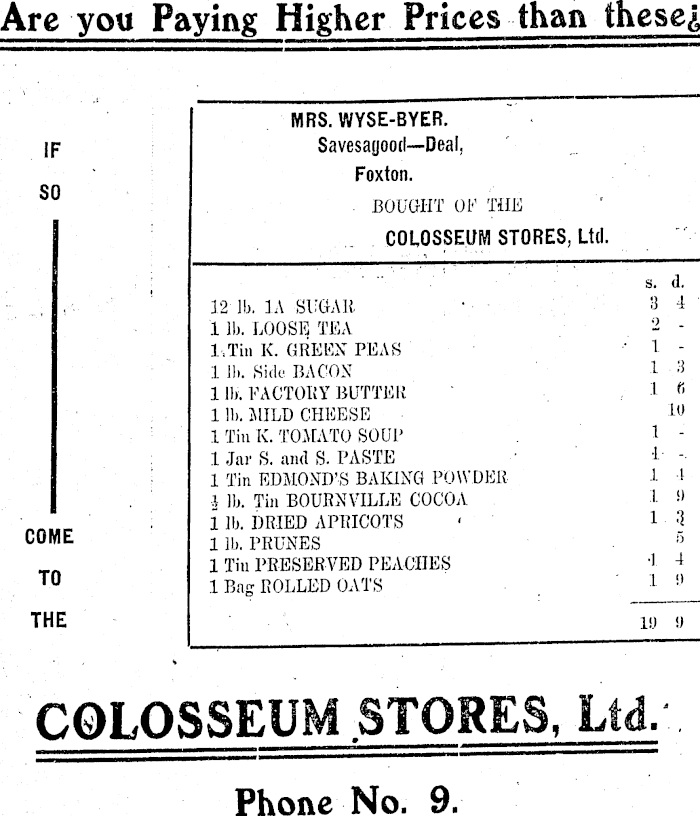 Are you Paying Higher Prices than these¿
IF
SO
MRS. WYSE-BYER.
Savesagood—Deal,
Foxton.
BOUGHT OF THE
COLOSSEUM STORES, Ltd.
s. d.
12 lb. 1A SUGAR 3 4
1 lb. LOOSE TEA 2 -
1 Tin K. GREEN PEAS 1 -
1 lb. Side BACON 1 3
1 lb. FACTORY BUTTER 1 6
1 lb. MILD CHEESE 10
1 Tin K. TOMATO SOUP 1 -
1 Jar S. and S. PASTE 1 -
1 Tin EDMOND'S BAKING POWDER 1 4
½ lb. Tin BOURNVILLE COCOA 1 9
1 lb. DRIED APRICOTS 1 3
1 lb. PRUNES 5
1 Tin PRESERVED PEACHES 1 4
1 Bag ROLLED OATS 1 9
19 9
COME
TO
THE
COLOSSEUM STORES, Ltd.
Phone No. 9.